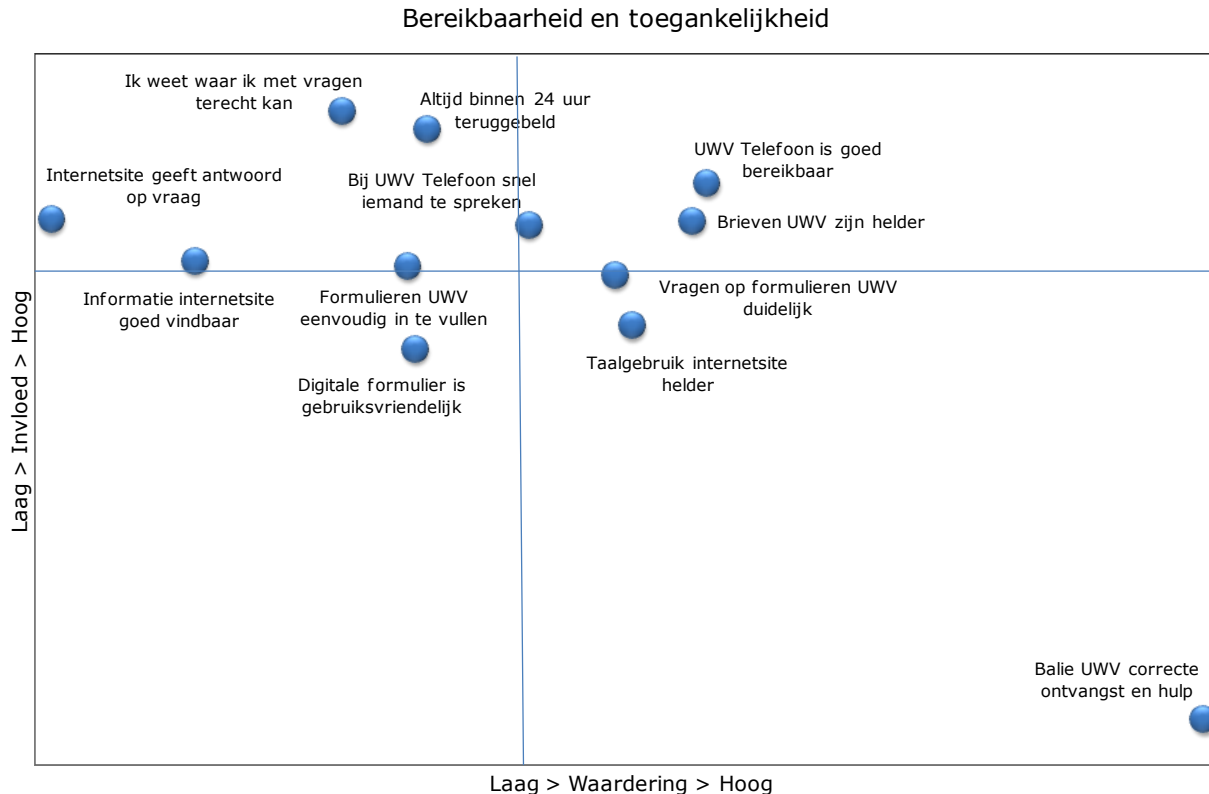 Bereikbaarheid en toegankelijkheid
Ik weet waar ik met vragen
terecht kan
Altijd binnen 24 uur
teruggebeld
UWV Telefoon is goed
bereikbaar
Internetsite geeft antwoord
op vraag
Bij UWV Telefoon snel
iemand te spreken
Brieven UWV zijn helder
Informatie internetsite
goed vindbaar
Formulieren UWV
eenvoudig in te vullen
Vragen op formulieren UWV
duidelijk
Taalgebruik internetsite
helder
Digitale formulier is
gebruiksvriendelijk
Balie UWV correcte
ontvangst en hulp
Laag > Invloed > Hoog
Laag > Waardering > Hoog